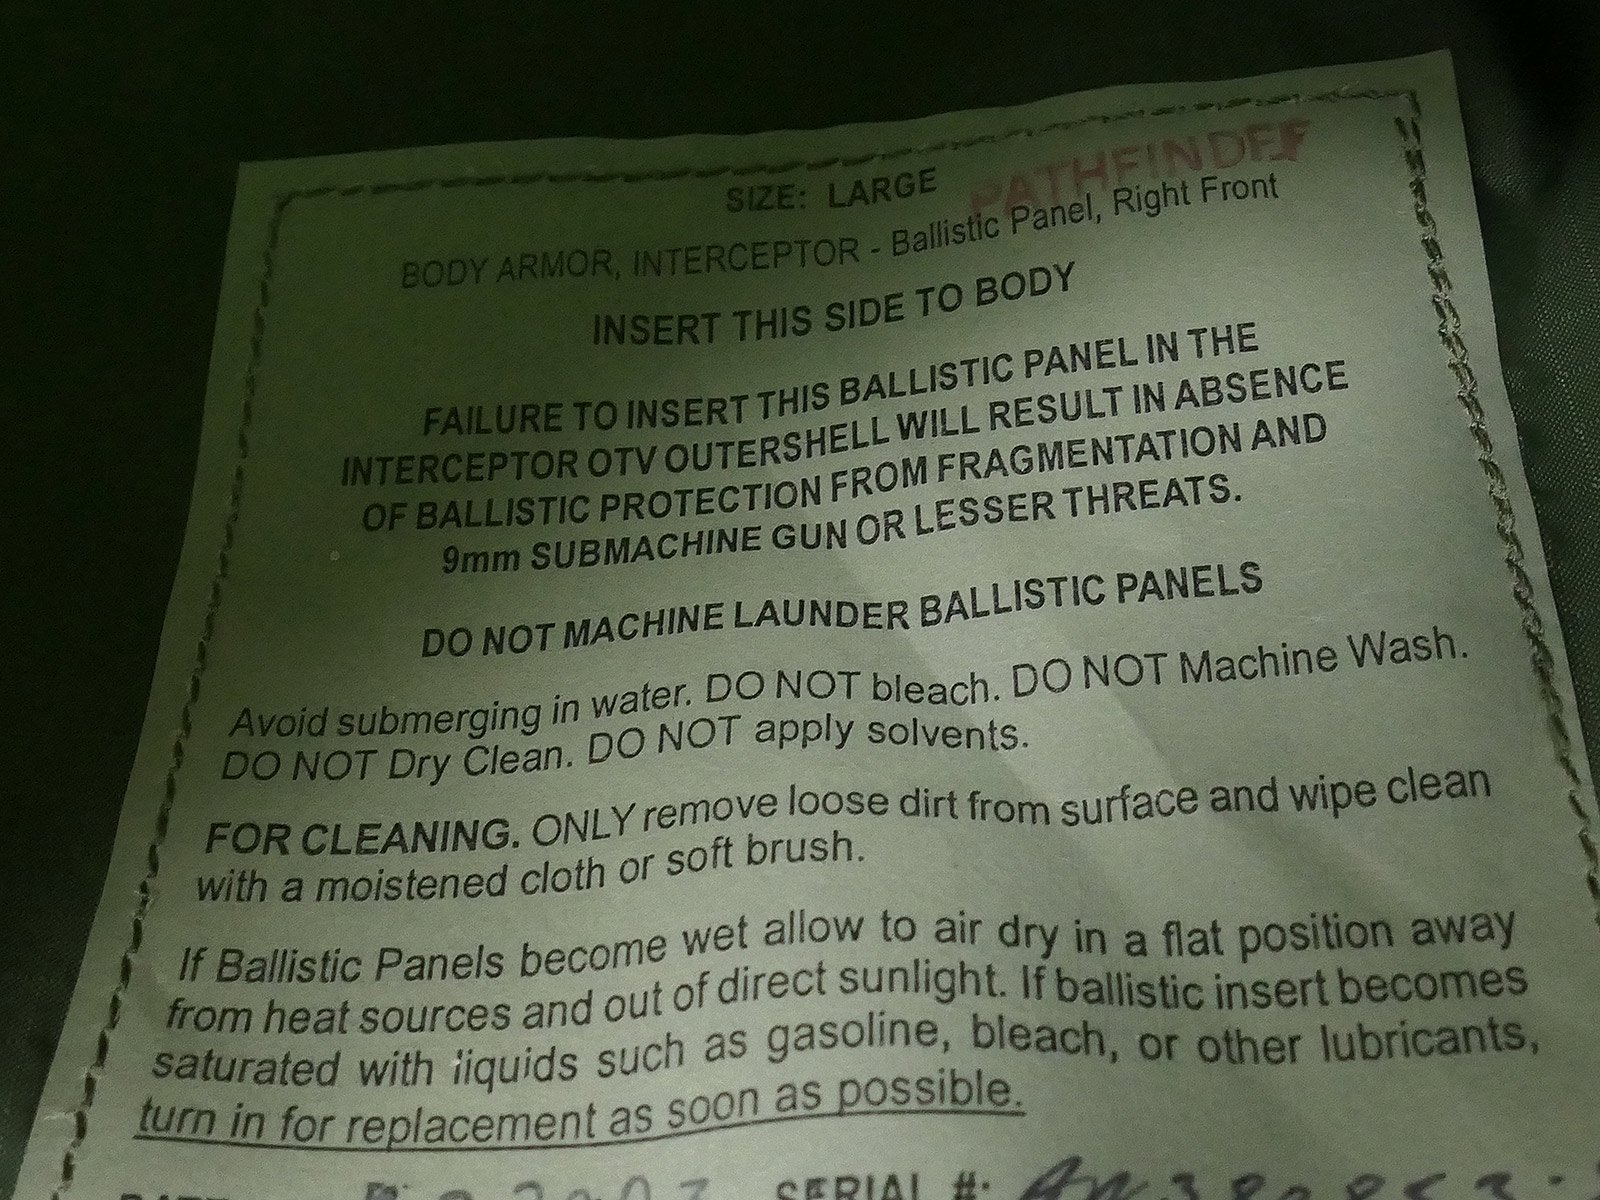 PATHFINDER
SIZE: LARGE
BODY ARMOR, INTERCEPTOR - Ballistic Panel, Right Front
INSERT THIS SIDE TO BODY
FAILURE TO INSERT THIS BALLISTIC PANEL IN THE
INTERCEPTOR OTV OUTERSHELL WILL RESULT IN ABSENCE
OF BALLISTIC PROTECTION FROM FRAGMENTATION AND
9mm SUBMACHINE GUN OR LESSER THREATS.
DO NOT MACHINE LAUNDER BALLISTIC PANELS
Avoid submerging in water. DO NOT bleach. DO NOT Machine Wash.
DO NOT Dry Clean. DO NOT apply solvents.
FOR CLEANING. ONLY remove loose dirt from surface and wipe clean
with a moistened cloth or soft brush.
If Ballistic Panels become wet allow to air dry in a flat position away
from heat sources and out of direct sunlight. If ballistic insert becomes
saturated with liquids such as gasoline, bleach, or other lubricants,
turn in for replacement as soon as possible.
SERIAL #: